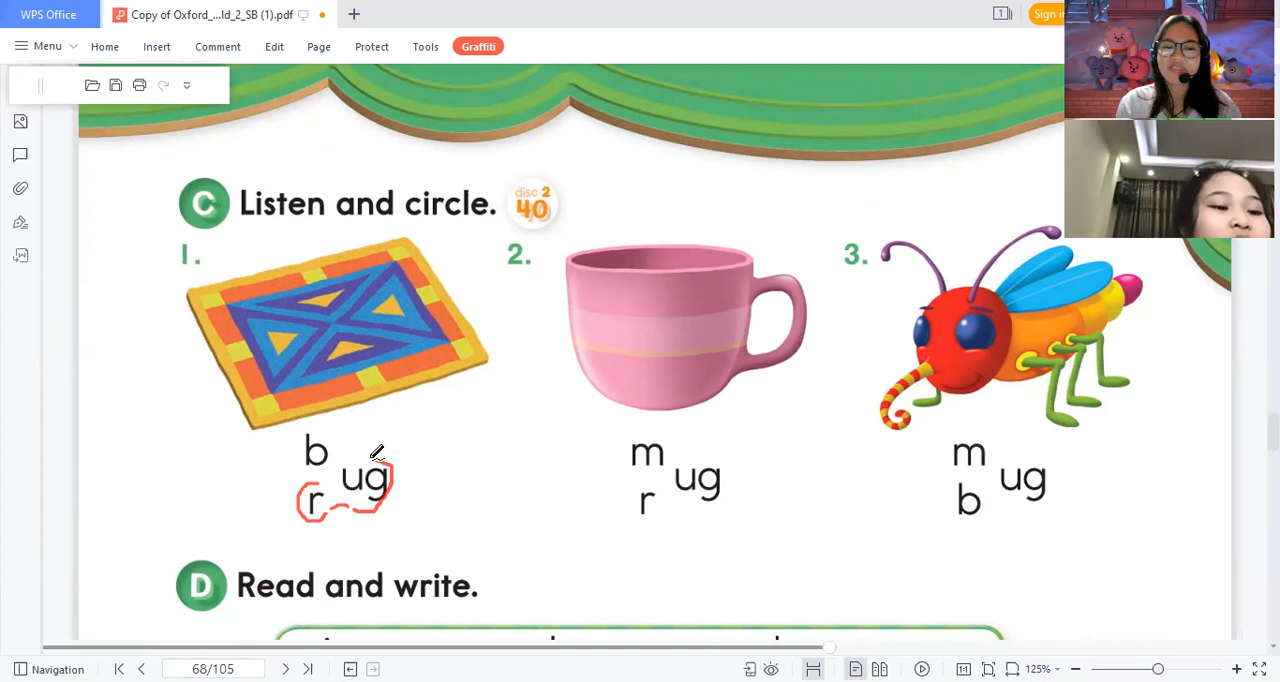 WPS Office
Copy of Oxford_...ld_2_SB (1).pdf
1
Sign in
Menu
Home
Insert
Comment
Edit
Page
Protect
Tools
Graffiti
C Listen and circle. disc 2 40
1.
2.
3.
b
r
ug
m
r
ug
m
b
ug
D Read and write.
Navigation
68/105
125%